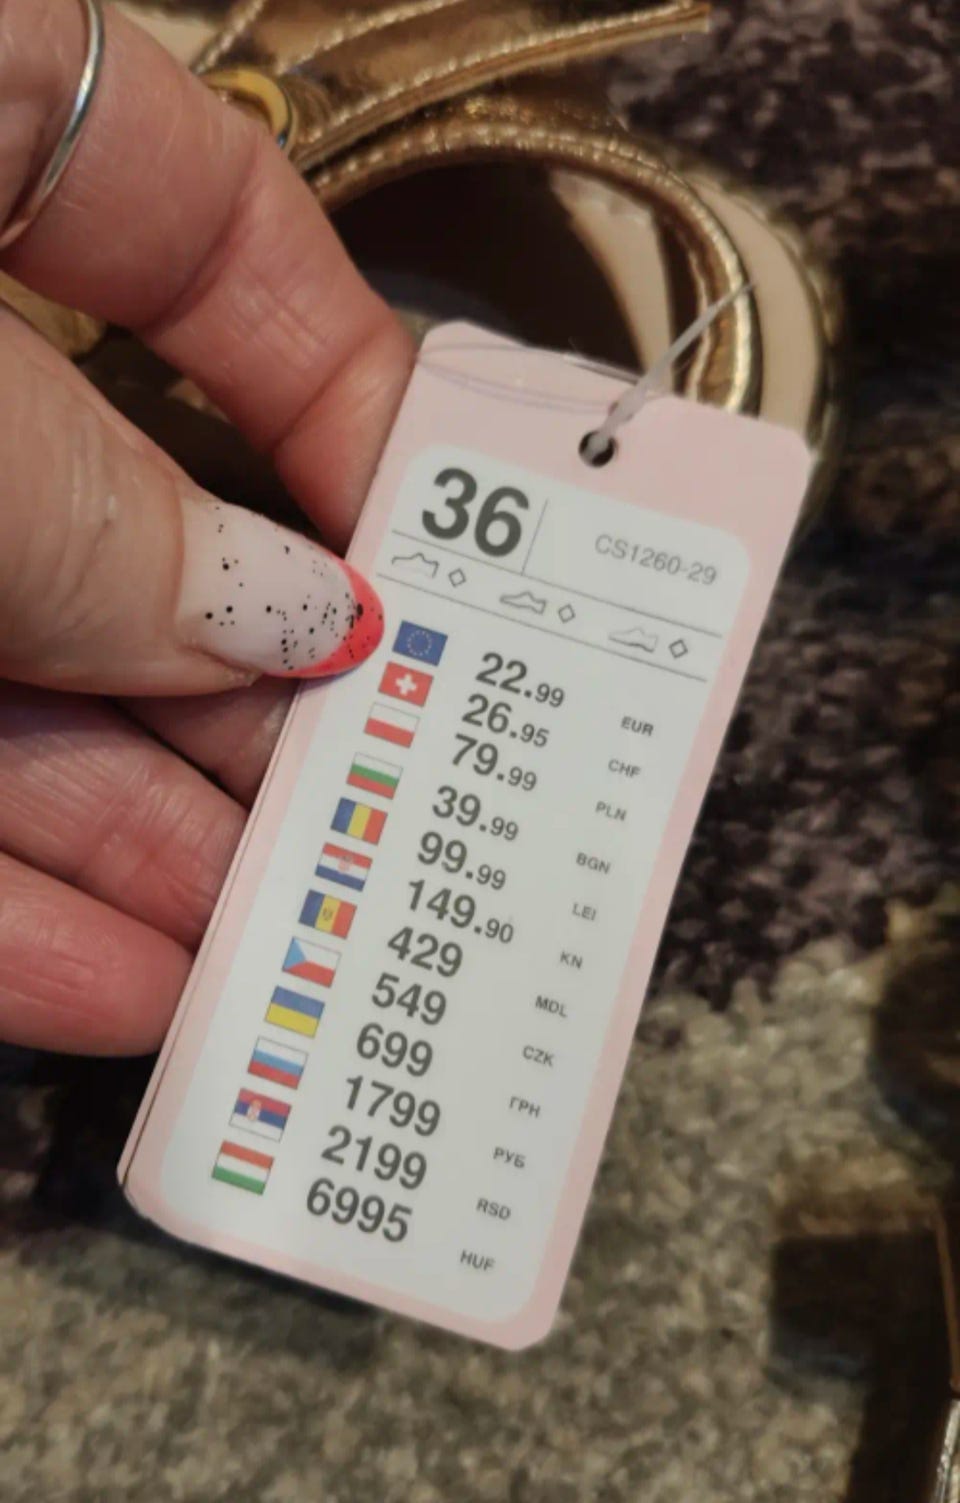 36 CS1260-29
22.99 EUR
26.95 CHF
79.99 PLN
39.99 BGN
99.99 LEI
149.90 KN
429 MDL
549 CZK
699 ГРН
1799 РУБ
2199 RSD
6995 HUF